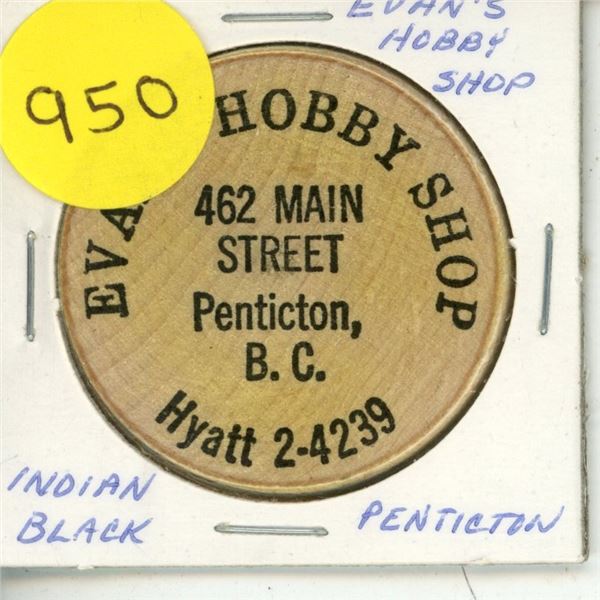 950
EVAN'S
HOBBY
SHOP
EVA HOBBY SHOP
462 MAIN
STREET
Penticton,
B. C.
Hyatt 2-4239
INDIAN
BLACK
PENTICTON